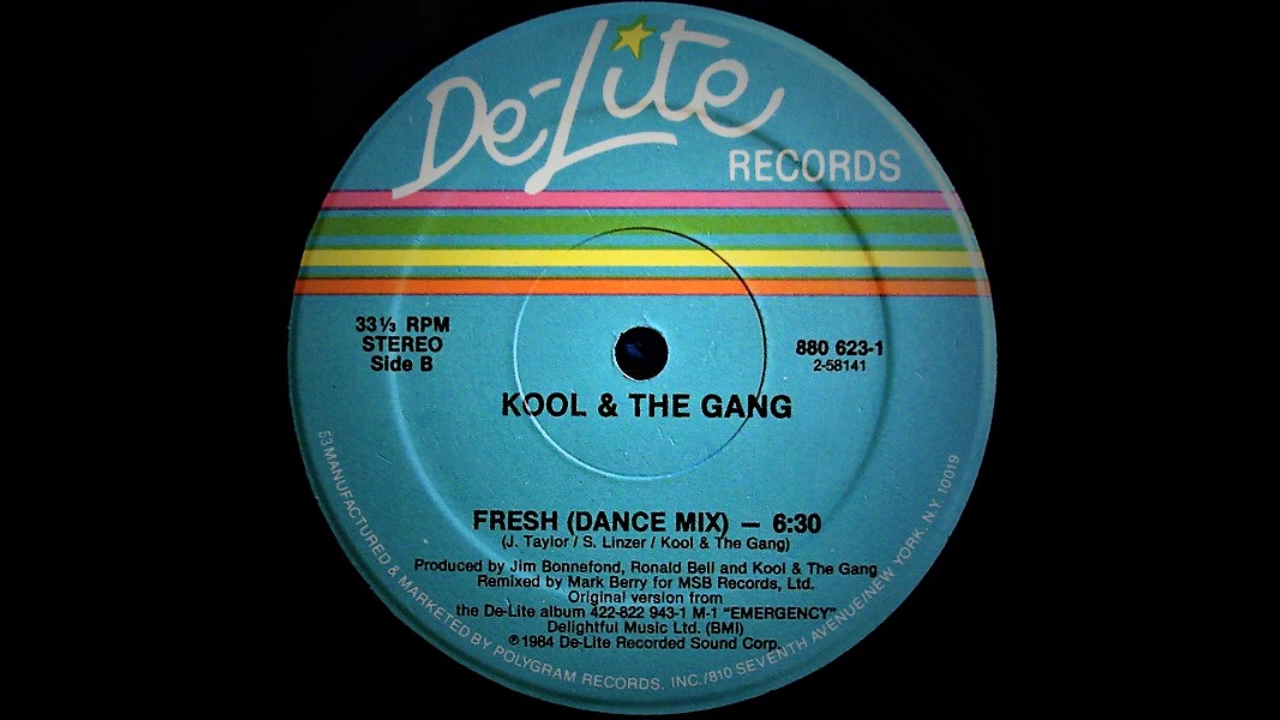 De-Lite
RECORDS
33⅓ RPM
STEREO
Side B
880 623-1
2-58141
KOOL & THE GANG
FRESH (DANCE MIX) — 6:30
(J. Taylor / S. Linzer / Kool & The Gang)
Produced by Jim Bonnefond, Ronald Bell and Kool & The Gang
Remixed by Mark Berry for MSB Records, Ltd.
Original version from
the De-Lite album 422-822 943-1 M-1 "EMERGENCY"
Delightful Music Ltd. (BMI)
℗ 1984 De-Lite Recorded Sound Corp.
53 MANUFACTURED & MARKETED BY POLYGRAM RECORDS, INC./810 SEVENTH AVENUE/NEW YORK, N.Y. 10019